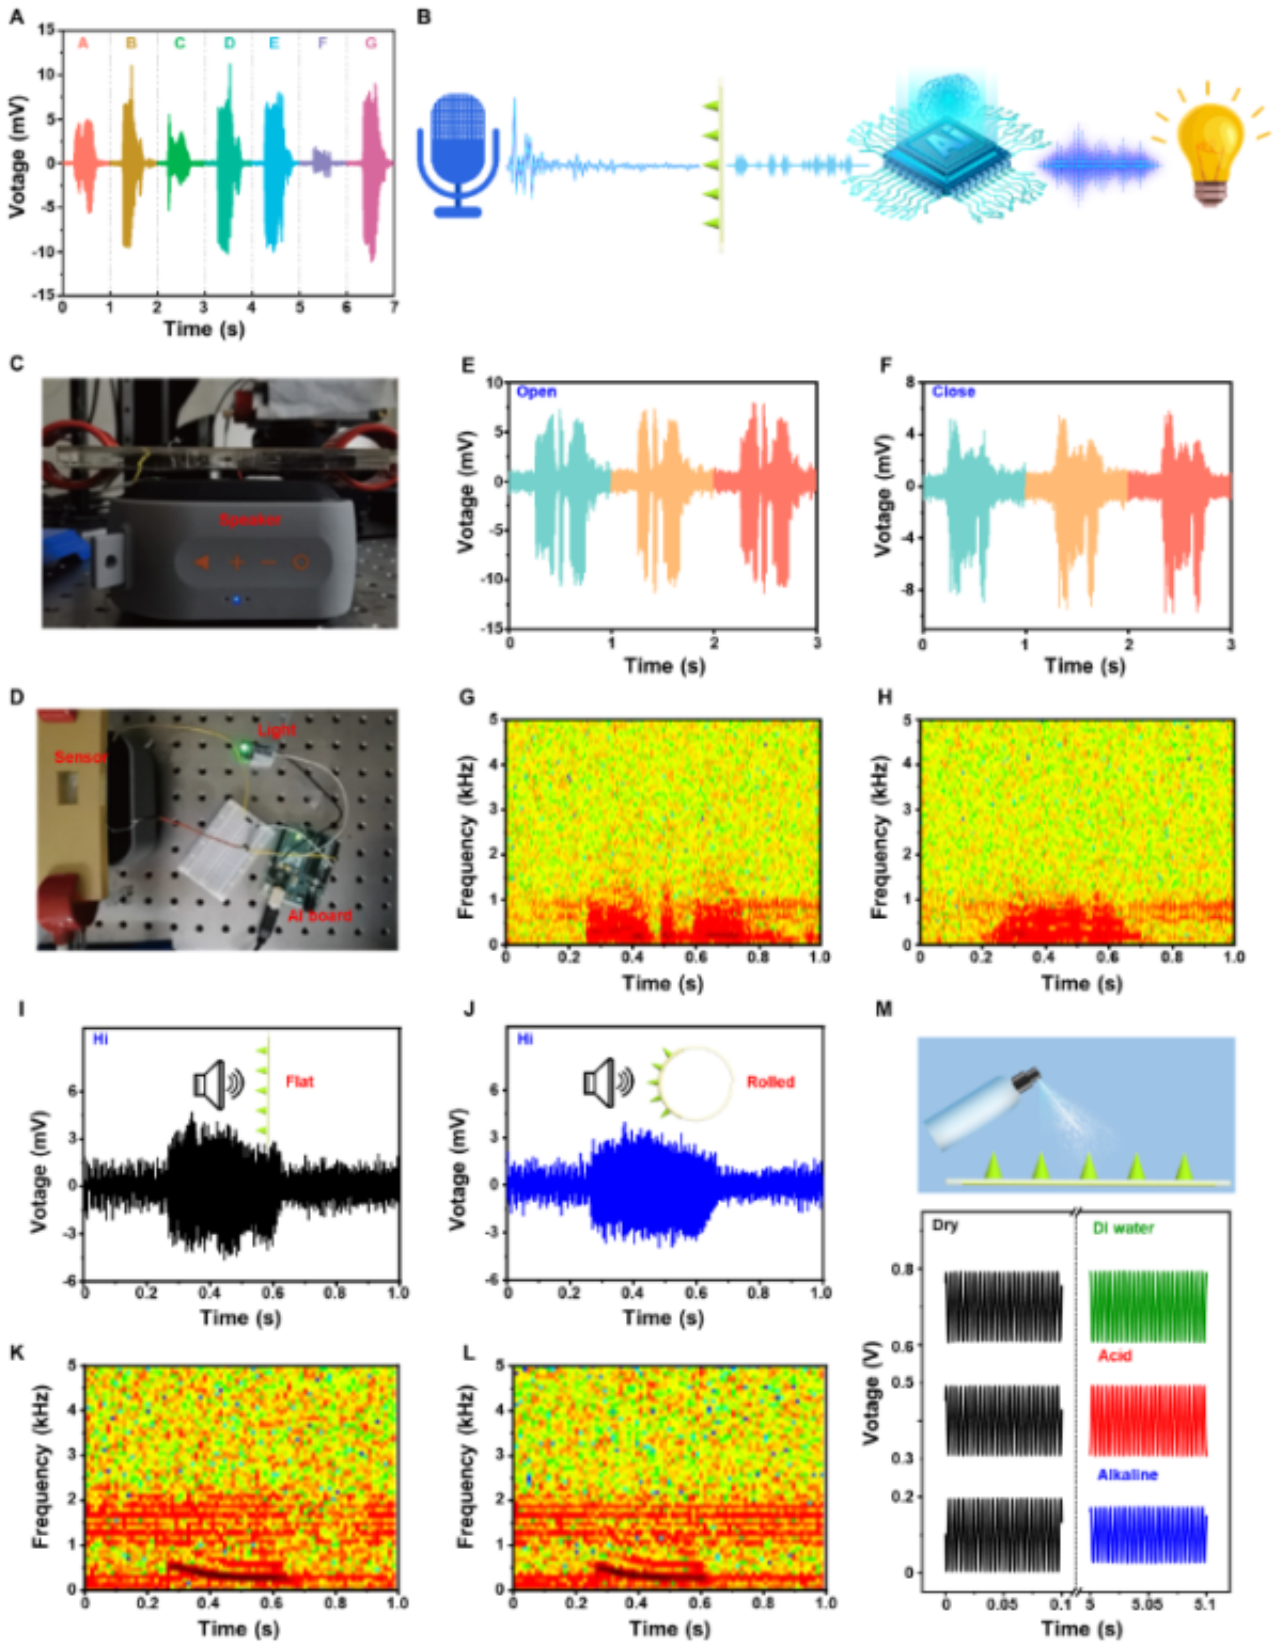 A
B
15
10
5
0
-5
-10
-15
A B C D E F G
Votage (mV)
0 1 2 3 4 5 6 7
Time (s)
AI
C
Speaker
E
Open
10
5
0
-5
-10
-15
Votage (mV)
0 1 2 3
Time (s)
F
Close
8
4
0
-4
-8
Votage (mV)
0 1 2 3
Time (s)
D
Light
Sensor
AI board
G
5
4
3
2
1
0
Frequency (kHz)
0 0.2 0.4 0.6 0.8 1.0
Time (s)
H
5
4
3
2
1
0
Frequency (kHz)
0 0.2 0.4 0.6 0.8 1.0
Time (s)
I
Hi
Flat
6
3
0
-3
-6
Votage (mV)
0 0.2 0.4 0.6 0.8 1.0
Time (s)
J
Hi
Rolled
6
3
0
-3
-6
Votage (mV)
0 0.2 0.4 0.6 0.8 1.0
Time (s)
M
Dry
DI water
Acid
Alkaline
0.8
0.6
0.5
0.3
0.2
0
Votage (V)
0 0.05 0.1 5 5.05 5.1
Time (s)
K
5
4
3
2
1
0
Frequency (kHz)
0 0.2 0.4 0.6 0.8 1.0
Time (s)
L
5
4
3
2
1
0
Frequency (kHz)
0 0.2 0.4 0.6 0.8 1.0
Time (s)